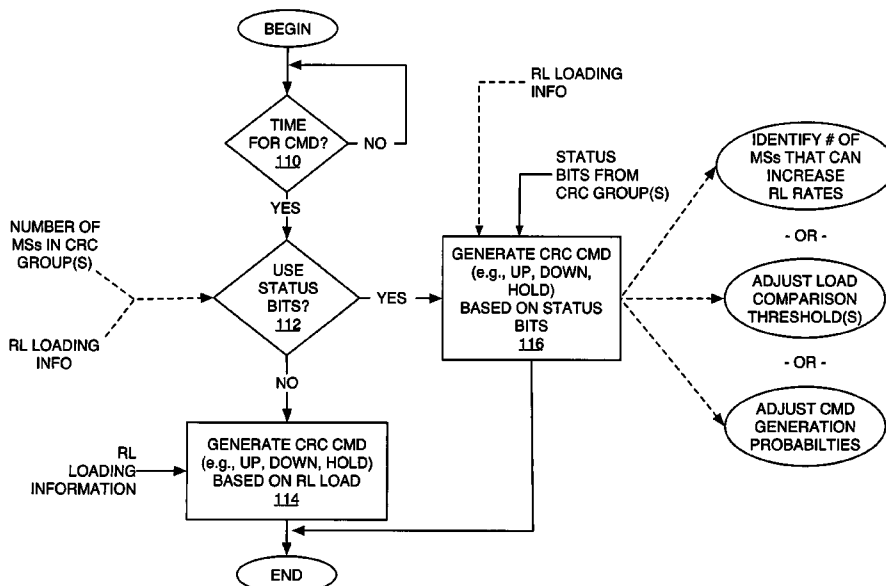 BEGIN
TIME
FOR CMD?
110
NO
YES
NUMBER OF
MSs IN CRC
GROUP(S)
RL LOADING
INFO
USE
STATUS
BITS?
112
YES
NO
RL
LOADING
INFORMATION
GENERATE CRC CMD
(e.g., UP, DOWN, HOLD)
BASED ON RL LOAD
114
END
RL LOADING
INFO
STATUS
BITS FROM
CRC GROUP(S)
GENERATE CRC CMD
(e.g., UP, DOWN,
HOLD)
BASED ON STATUS
BITS
116
IDENTIFY # OF
MSs THAT CAN
INCREASE
RL RATES
- OR -
ADJUST LOAD
COMPARISON
THRESHOLD(S)
- OR -
ADJUST CMD
GENERATION
PROBABILTIES